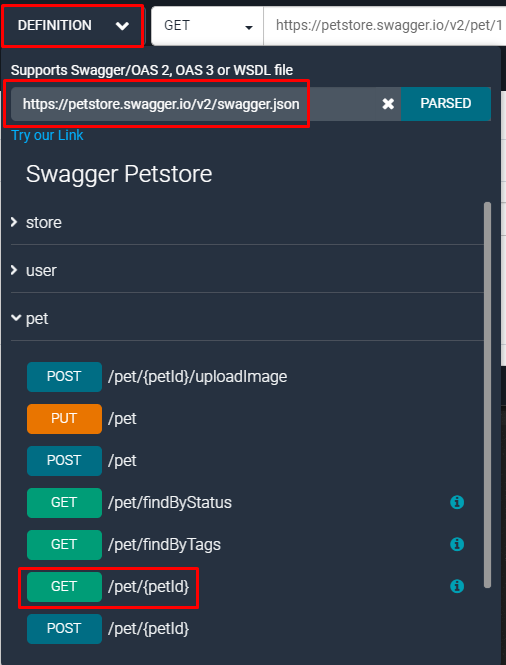 DEFINITION GET https://petstore.swagger.io/v2/pet/1
Supports Swagger/OAS 2, OAS 3 or WSDL file
https://petstore.swagger.io/v2/swagger.json PARSED
Try our Link
Swagger Petstore
store
user
pet
POST /pet/{petId}/uploadImage
PUT /pet
POST /pet
GET /pet/findByStatus
GET /pet/findByTags
GET /pet/{petId}
POST /pet/{petId}